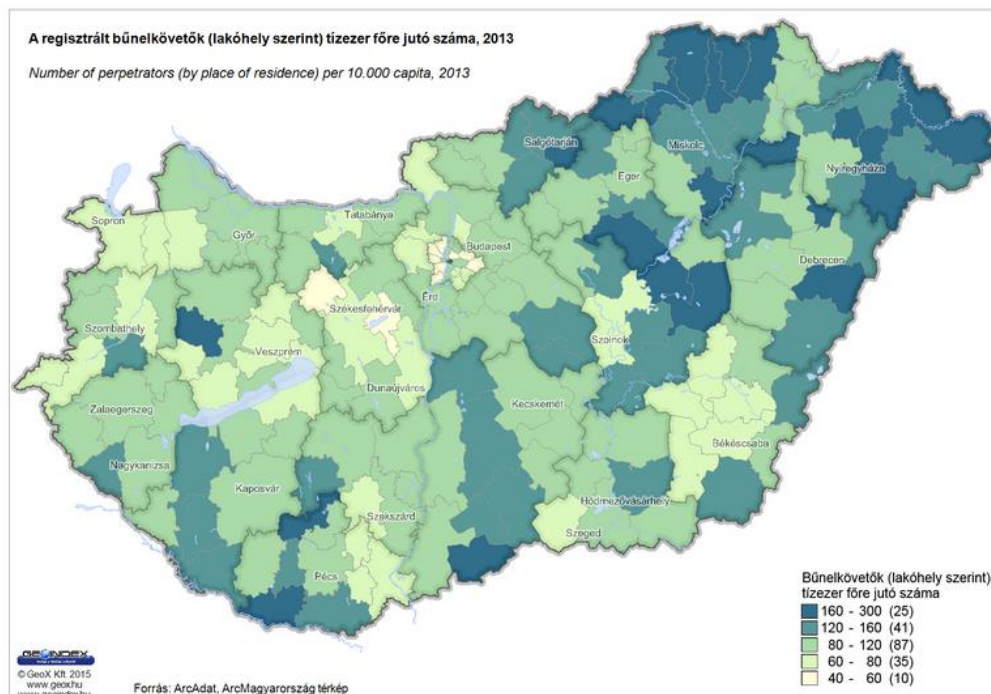 A regisztrált bűnelkövetők (lakóhely szerint) tízezer főre jutó száma, 2013
Number of perpetrators (by place of residence) per 10.000 capita, 2013
Salgótarján
Miskolc
Nyíregyháza
Eger
Sopron
Győr
Tatabánya
Budapest
Debrecen
Érd
Székesfehérvár
Szombathely
Veszprém
Szolnok
Dunaújváros
Zalaegerszeg
Kecskemét
Békéscsaba
Nagykanizsa
Kaposvár
Hódmezővásárhely
Szekszárd
Szeged
Pécs
Bűnelkövetők (lakóhely szerint)
tízezer főre jutó száma
160 - 300 (25)
120 - 160 (41)
80 - 120 (87)
60 - 80 (35)
40 - 60 (10)
GEOINDEX
© GeoX Kft. 2015
www.geox.hu
www.geoindex.hu
Forrás: ArcAdat, ArcMagyarország térkép